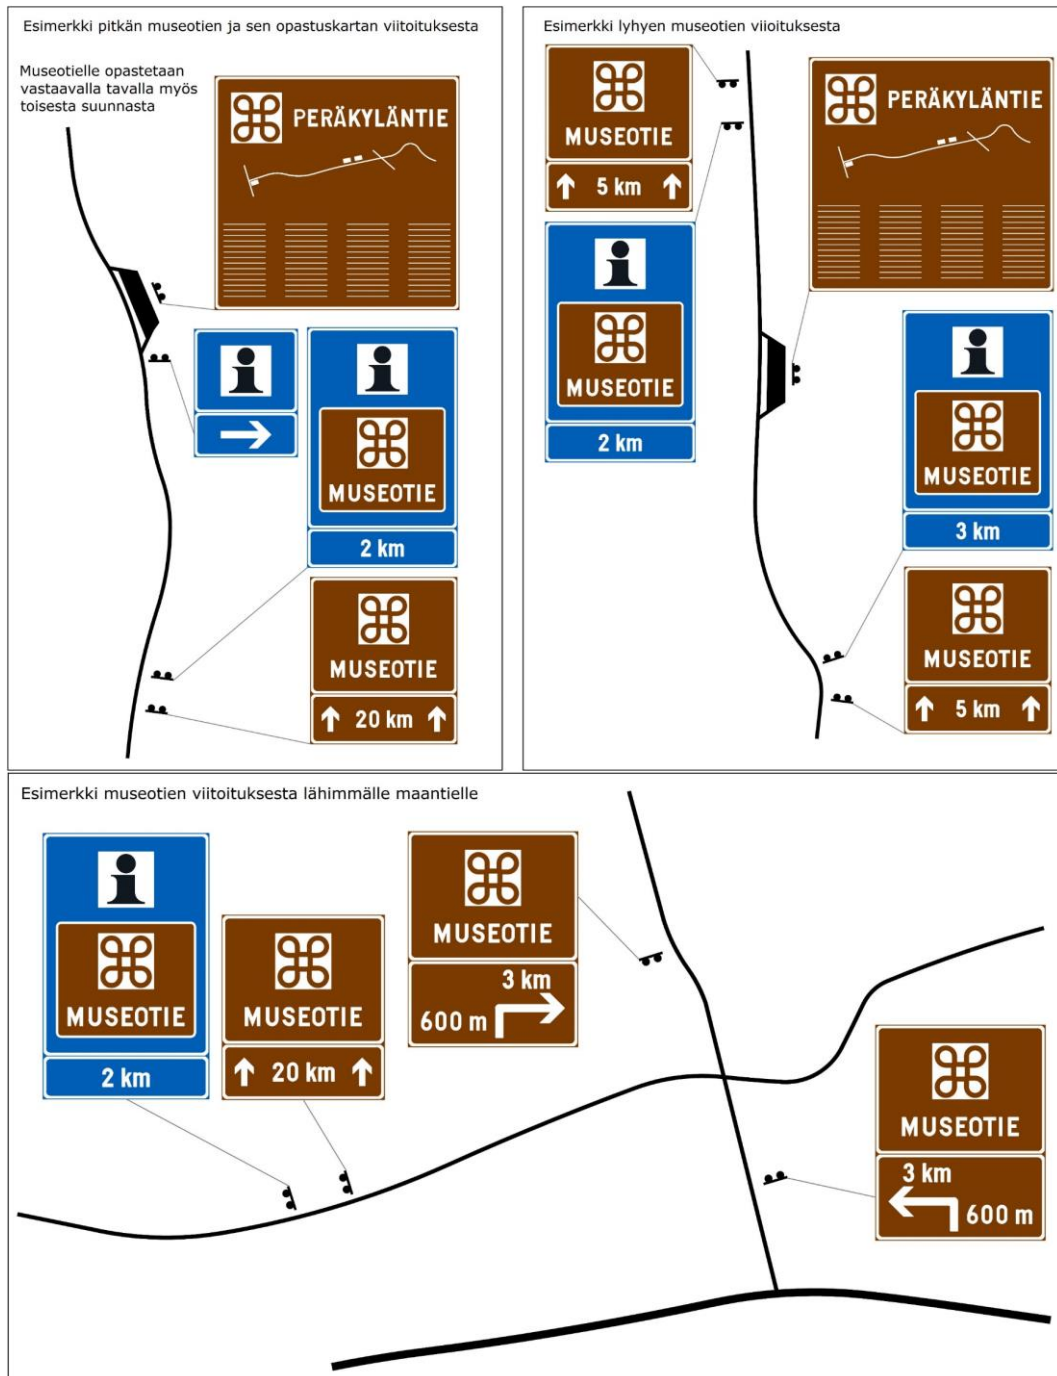 Esimerkki pitkän museotien ja sen opastuskartan viitoituksesta
Museotielle opastetaan
vastaavalla tavalla myös
toisesta suunnasta
PERÄKYLÄNTIE
MUSEOTIE
2 km
MUSEOTIE
20 km
Esimerkki lyhyen museotien viioituksesta
MUSEOTIE
5 km
PERÄKYLÄNTIE
MUSEOTIE
2 km
MUSEOTIE
3 km
MUSEOTIE
5 km
Esimerkki museotien viitoituksesta lähimmälle maantielle
MUSEOTIE
2 km
MUSEOTIE
20 km
MUSEOTIE
3 km
600 m
MUSEOTIE
3 km
600 m